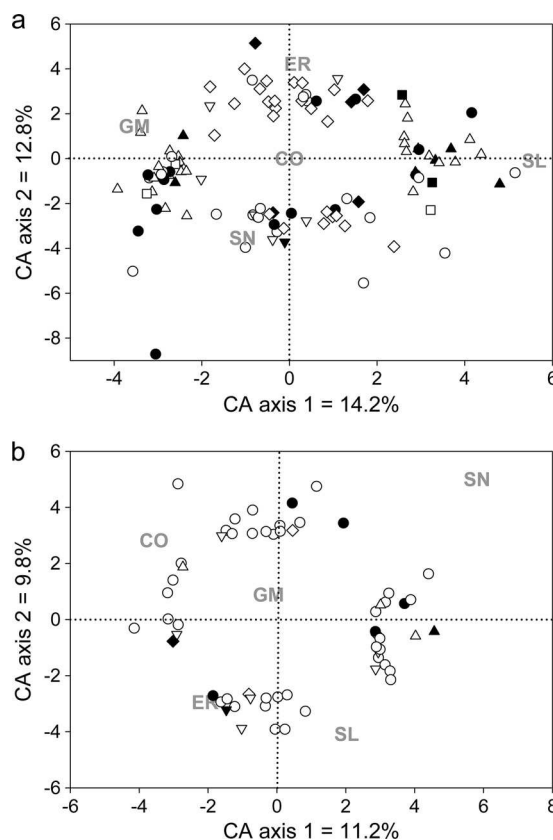 a
6
4
2
0
-2
-4
-6
-8
CA axis 2 = 12.8%
ER
GM
CO
SL
SN
-4 -2 0 2 4 6
CA axis 1 = 14.2%
b
6
4
2
0
-2
-4
-6
CA axis 2 = 9.8%
SN
CO
GM
ER
SL
-6 -4 -2 0 2 4 6 8
CA axis 1 = 11.2%